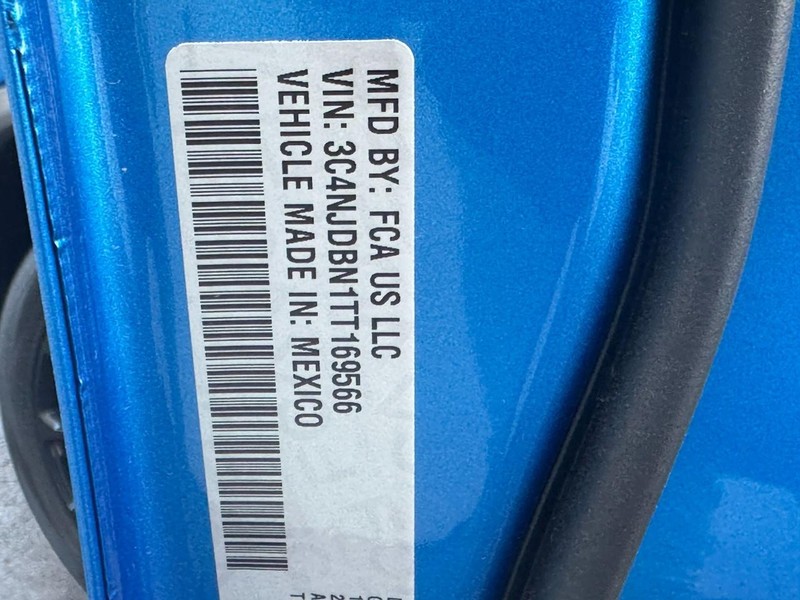 MFD BY: FCA US LLC
VIN: 3C4NJDBN1TT169566
VEHICLE MADE IN: MEXICO